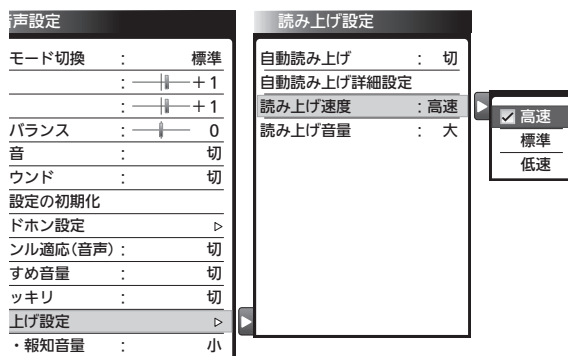 音声設定
モード切換 : 標準
: +1
: +1
バランス : 0
音 : 切
ウンド : 切
設定の初期化
ドホン設定 ▷
ンル適応(音声) : 切
すめ音量 : 切
ッキリ : 切
上げ設定 ▷
・報知音量 : 小
読み上げ設定
自動読み上げ : 切
自動読み上げ詳細設定
読み上げ速度 : 高速
読み上げ音量 : 大
高速
標準
低速